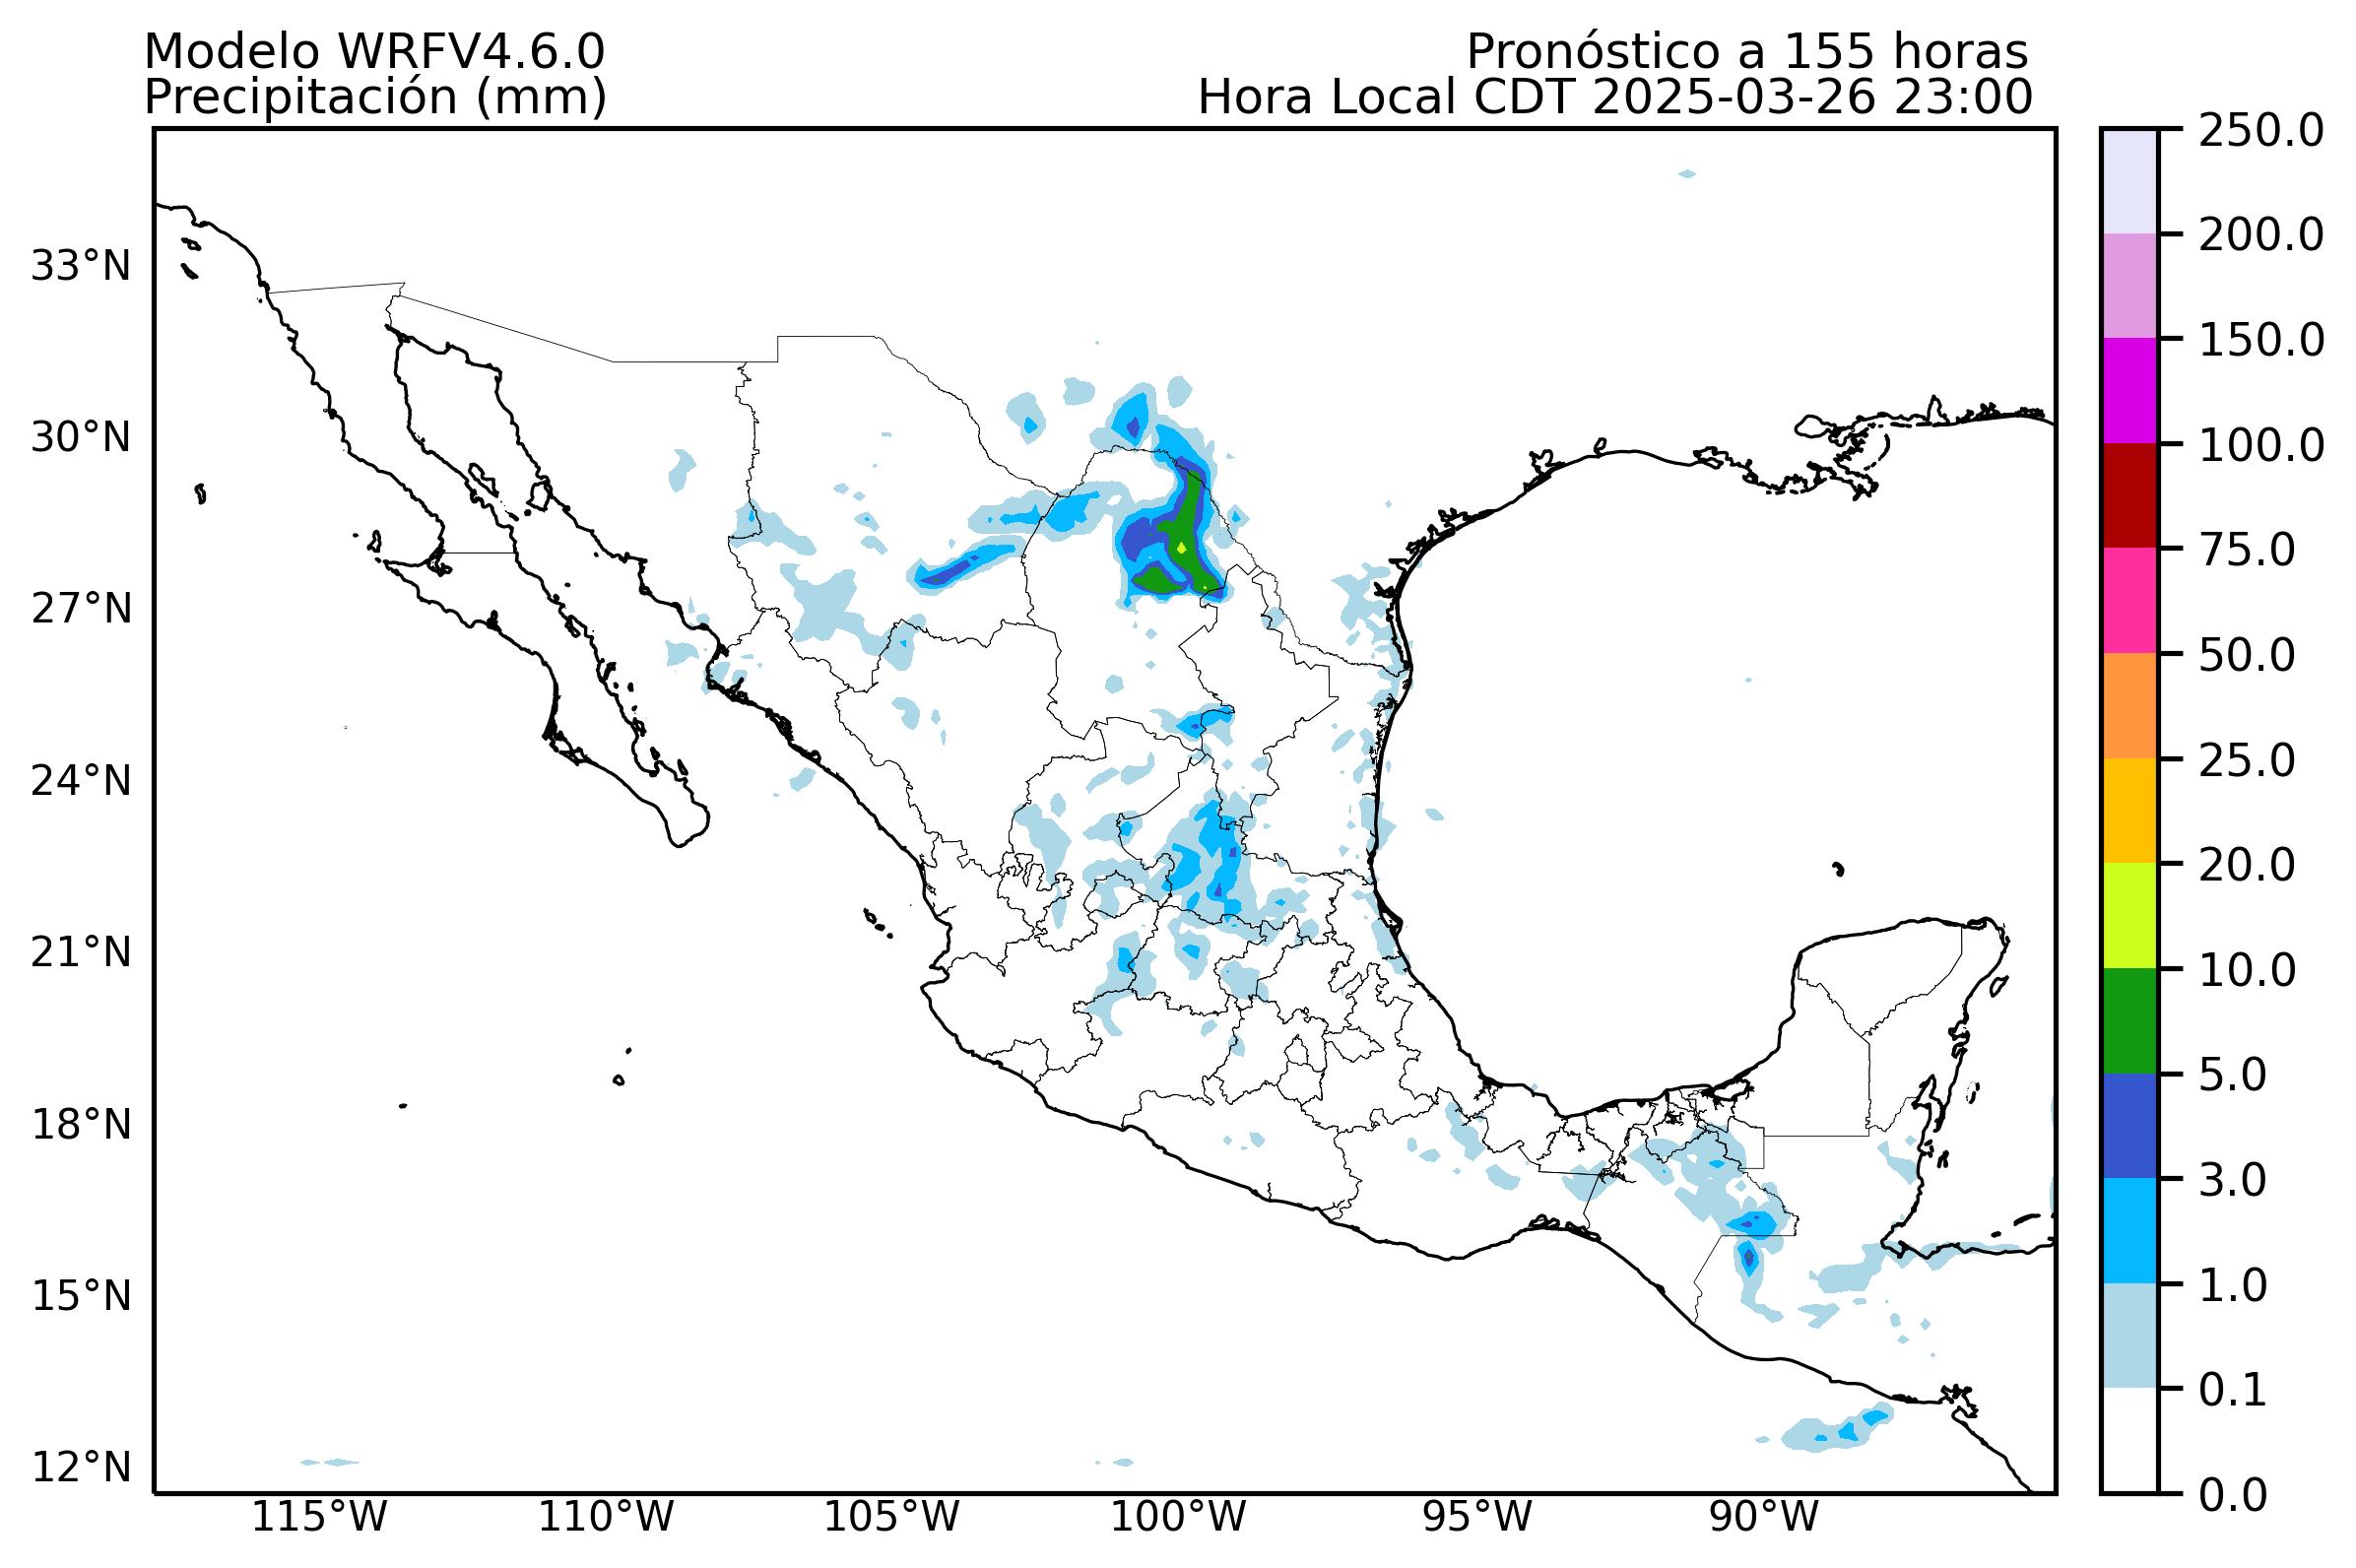 Modelo WRFV4.6.0
Precipitación (mm)
Pronóstico a 155 horas
Hora Local CDT 2025-03-26 23:00
33°N
30°N
27°N
24°N
21°N
18°N
15°N
12°N
115°W
110°W
105°W
100°W
95°W
90°W
250.0
200.0
150.0
100.0
75.0
50.0
25.0
20.0
10.0
5.0
3.0
1.0
0.1
0.0